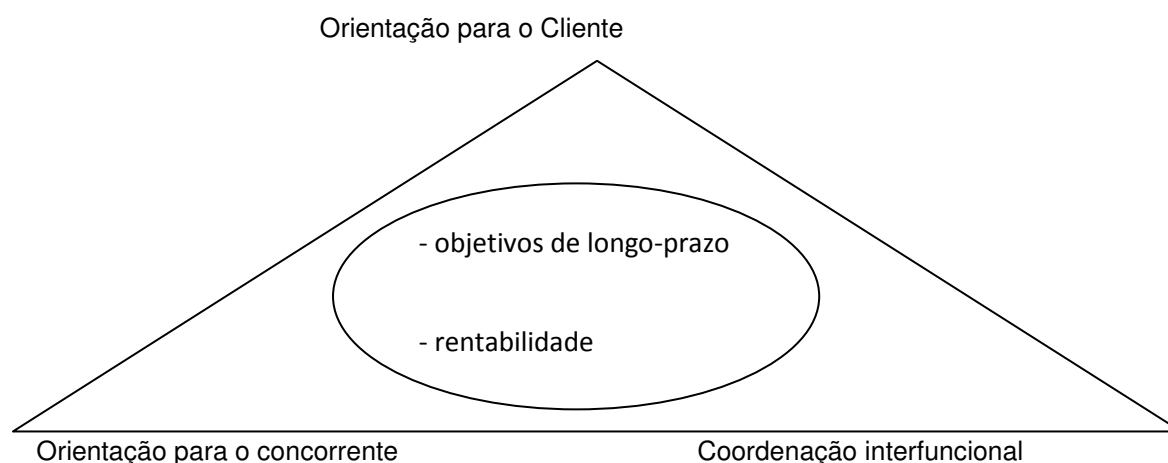 Orientação para o Cliente
- objetivos de longo-prazo
- rentabilidade
Orientação para o concorrente
Coordenação interfuncional